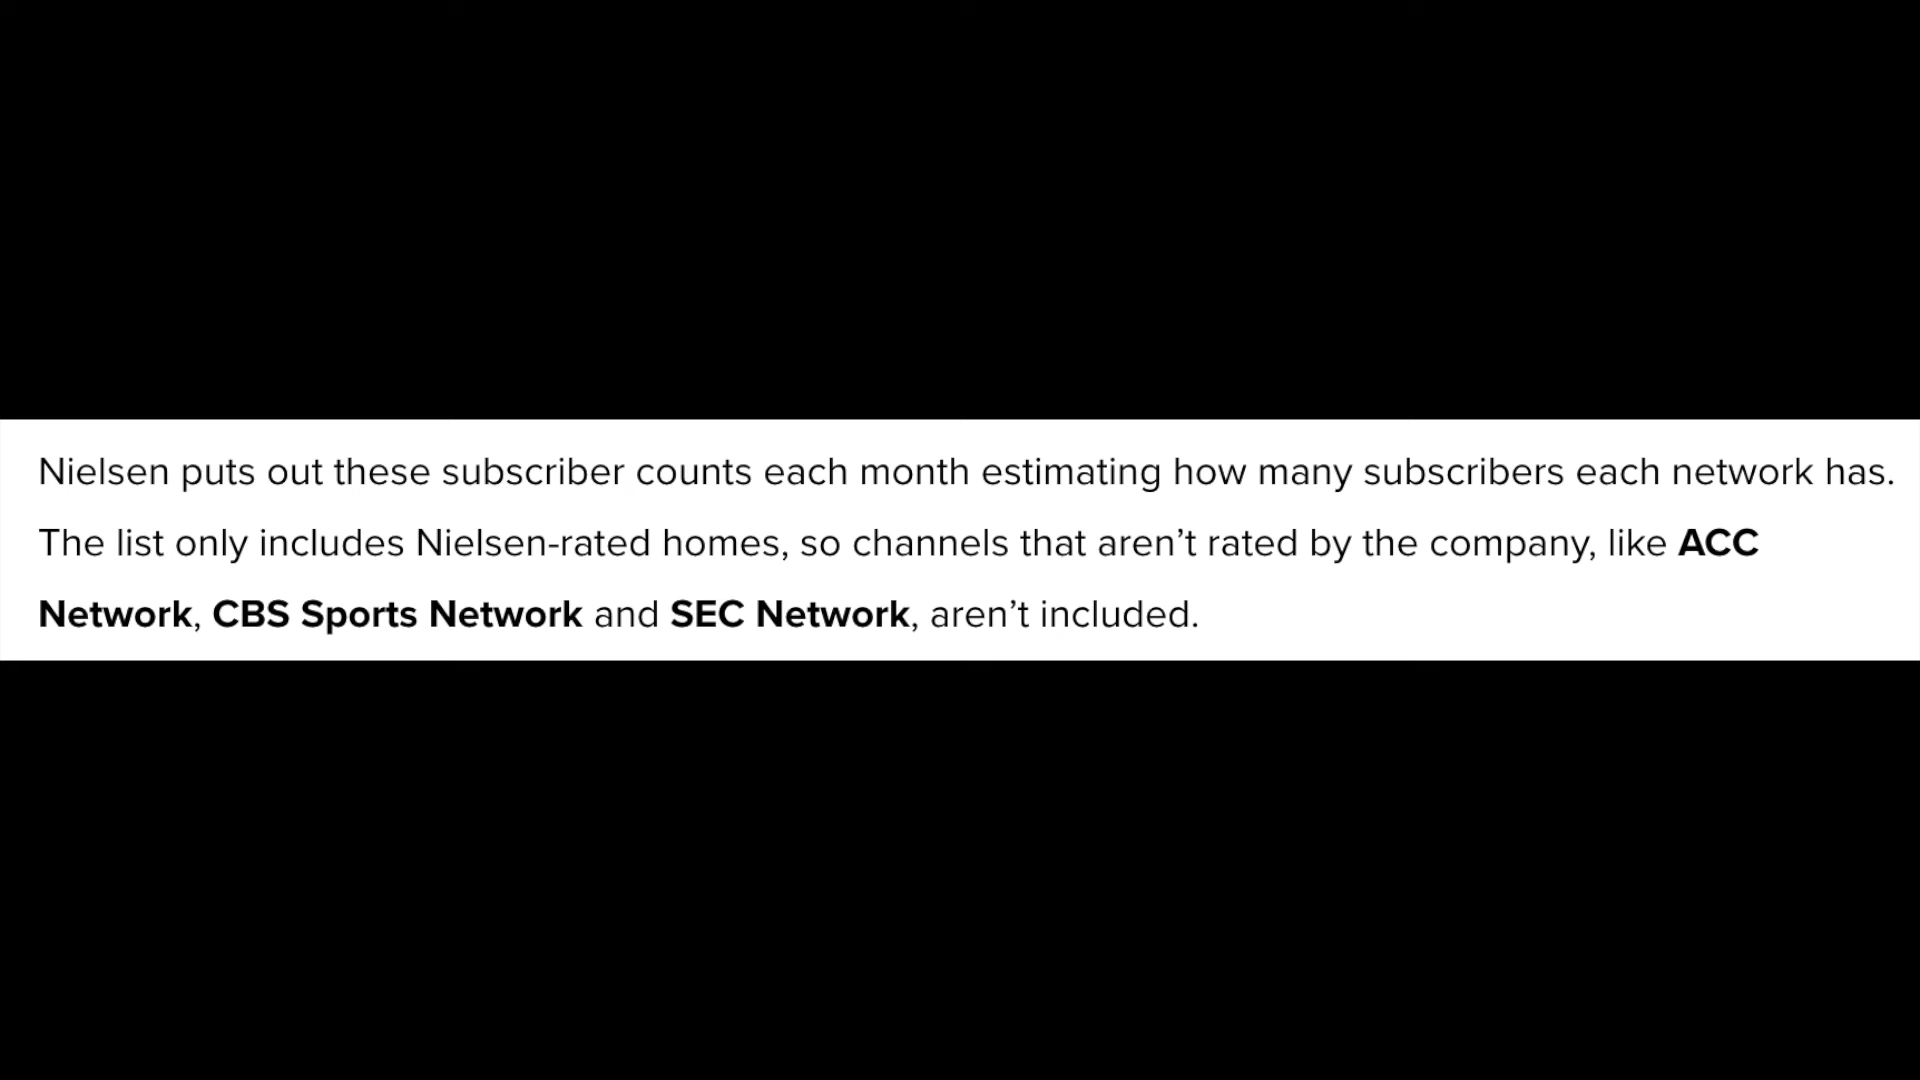 Nielsen puts out these subscriber counts each month estimating how many subscribers each network has.
The list only includes Nielsen-rated homes, so channels that aren’t rated by the company, like ACC
Network, CBS Sports Network and SEC Network, aren’t included.